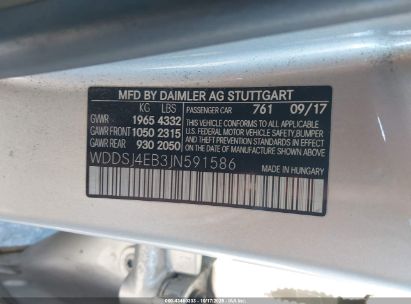 MFD BY DAIMLER AG STUTTGART
KG LBS PASSENGER CAR 761 09/17
GVWR 1965 4332
GAWR FRONT 1050 2315
GAWR REAR 930 2050
THIS VEHICLE CONFORMS TO ALL APPLICABLE
U.S. FEDERAL MOTOR VEHICLE SAFETY, BUMPER
AND THEFT PREVENTION STANDARDS IN EFFECT
ON THE DATE OF MANUFACTURE SHOWN ABOVE.
WDDSJ4EB3JN591586
MADE IN HUNGARY